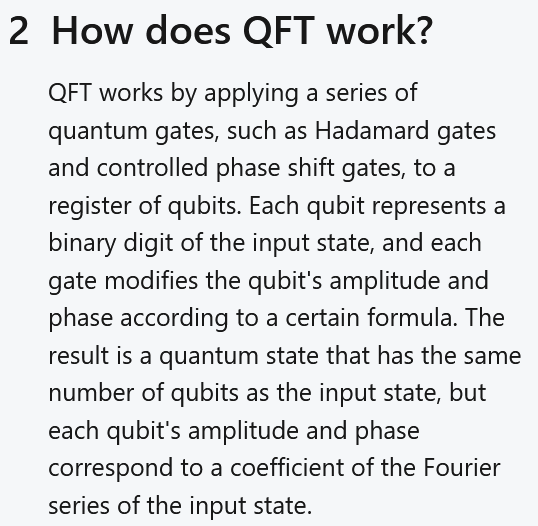 2 How does QFT work?
QFT works by applying a series of
quantum gates, such as Hadamard gates
and controlled phase shift gates, to a
register of qubits. Each qubit represents a
binary digit of the input state, and each
gate modifies the qubit's amplitude and
phase according to a certain formula. The
result is a quantum state that has the same
number of qubits as the input state, but
each qubit's amplitude and phase
correspond to a coefficient of the Fourier
series of the input state.